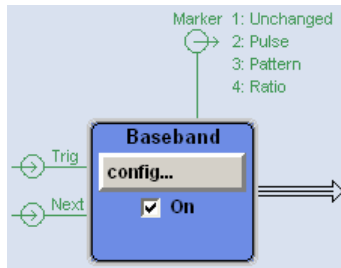 Marker 1: Unchanged
2: Pulse
3: Pattern
4: Ratio
Baseband
Trig
config...
Next
On